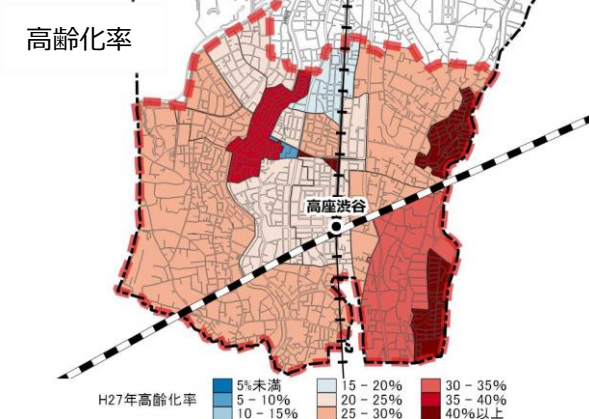 高齢化率
高座渋谷
H27年高齢化率
5%未満
5 - 10%
10 - 15%
15 - 20%
20 - 25%
25 - 30%
30 - 35%
35 - 40%
40%以上